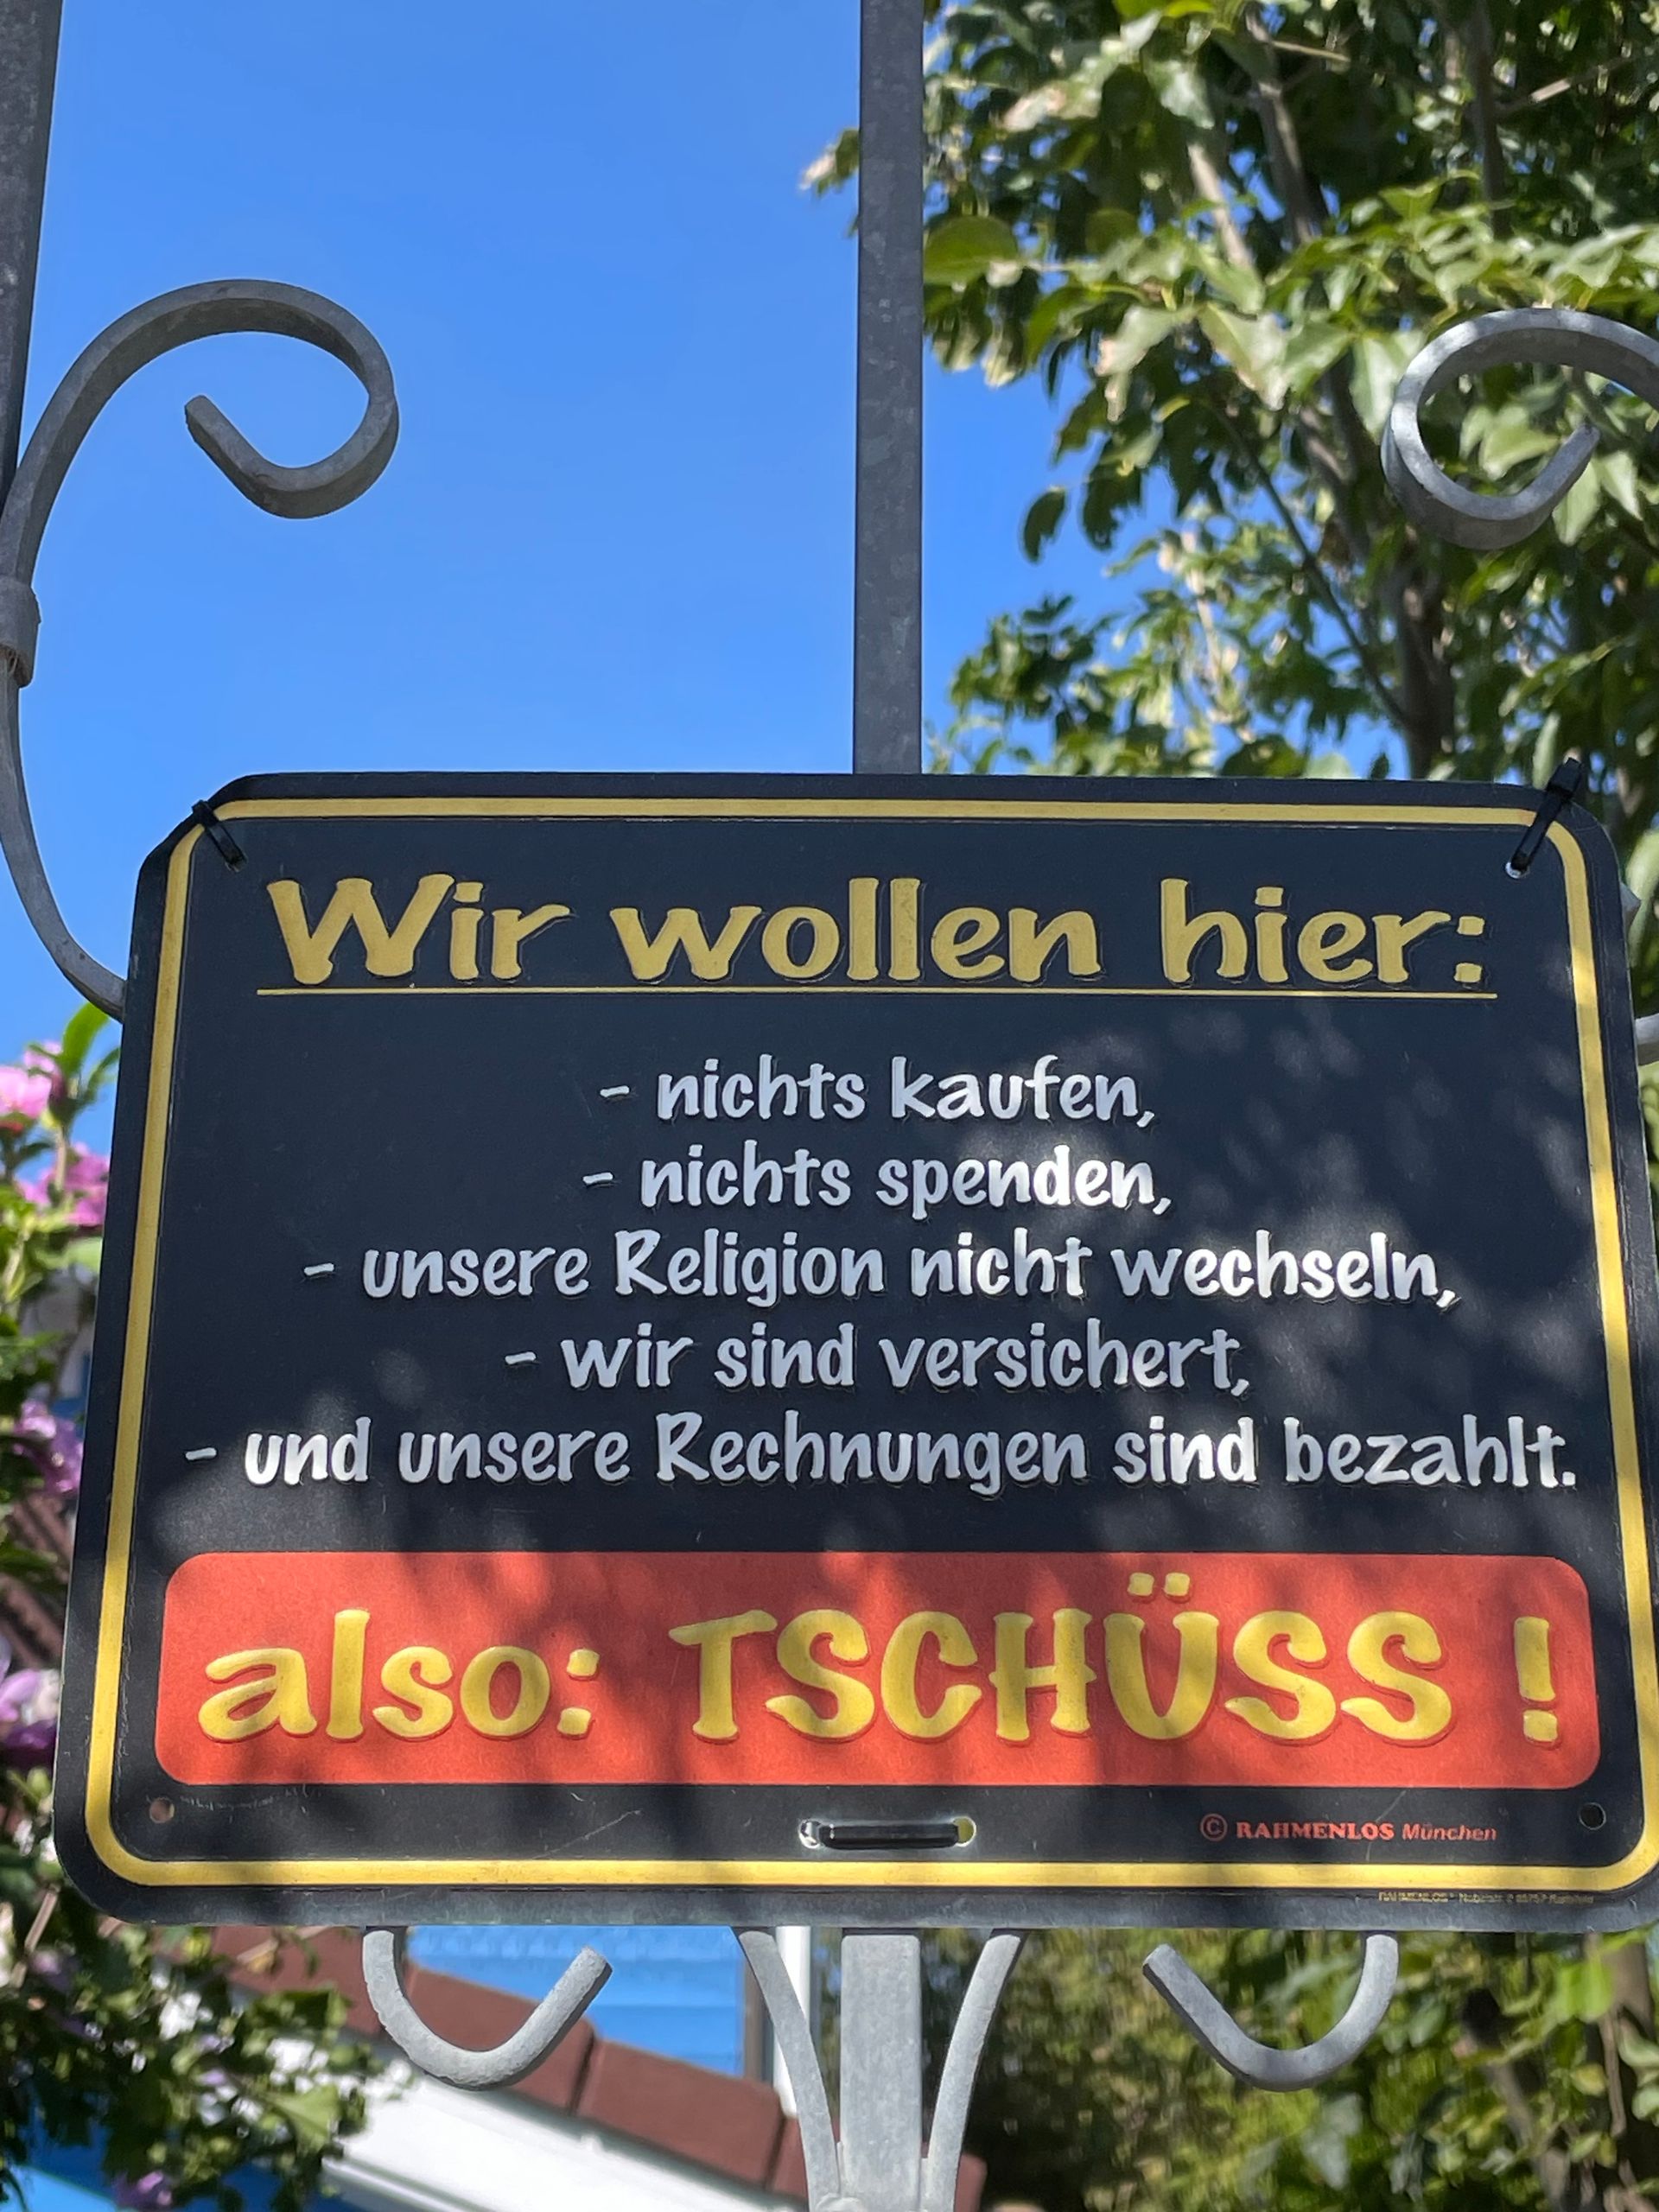 Wir wollen hier:
- nichts kaufen,
- nichts spenden,
- unsere Religion nicht wechseln,
- wir sind versichert,
- und unsere Rechnungen sind bezahlt.
also: TSCHÜSS !
© RAHMENLOS München
RAHMENLOS